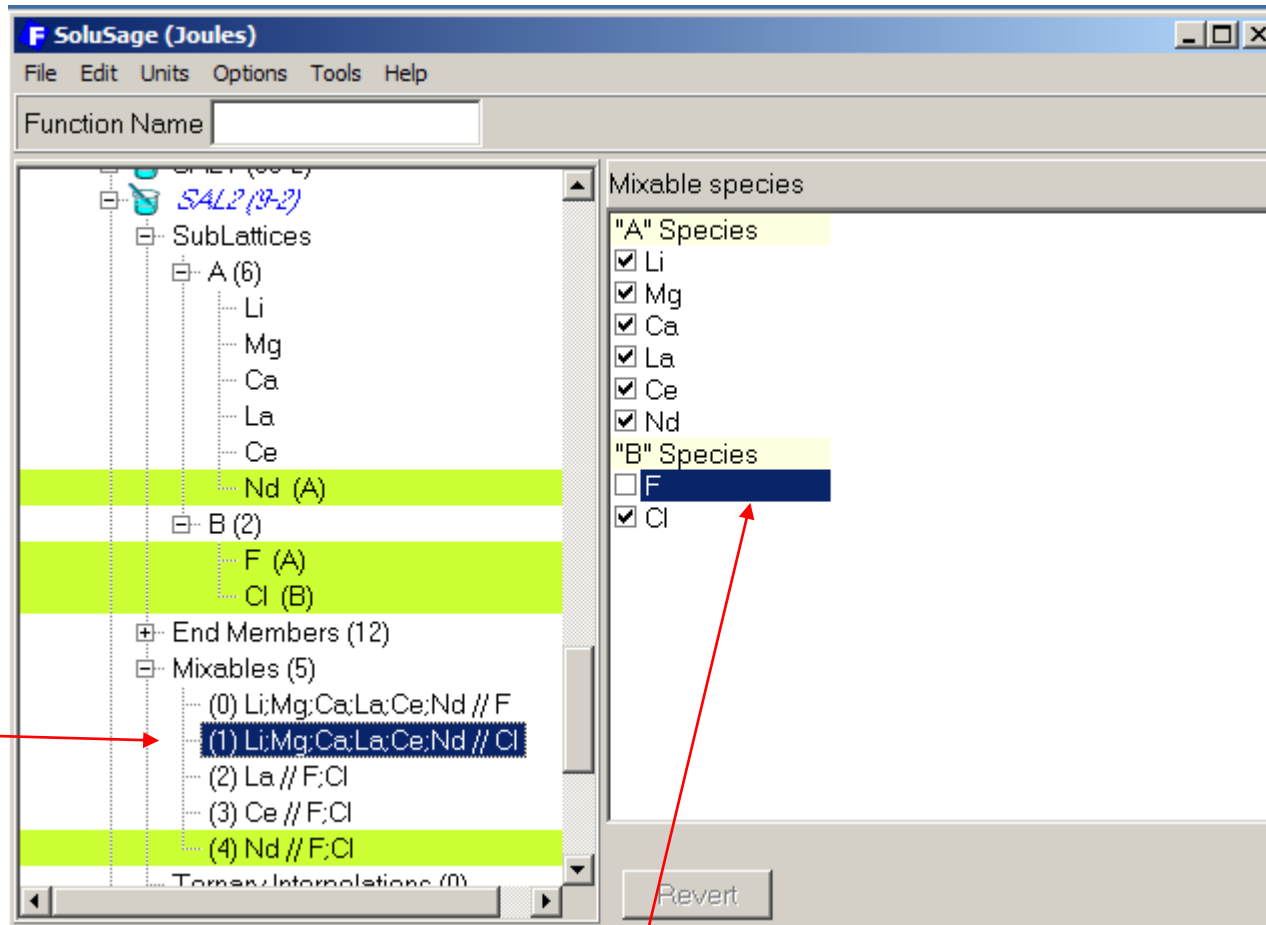 F SoluSage (Joules)
File Edit Units Options Tools Help
Function Name
SAL2 (9-2)
SubLattices
A (6)
Li
Mg
Ca
La
Ce
Nd (A)
B (2)
F (A)
Cl (B)
End Members (12)
Mixables (5)
(0) Li;Mg;Ca;La;Ce;Nd // F
(1) Li;Mg;Ca;La;Ce;Nd // Cl
(2) La // F;Cl
(3) Ce // F;Cl
(4) Nd // F;Cl
Ternary Interpolations (0)
Mixable species
"A" Species
Li
Mg
Ca
La
Ce
Nd
"B" Species
F
Cl
Revert